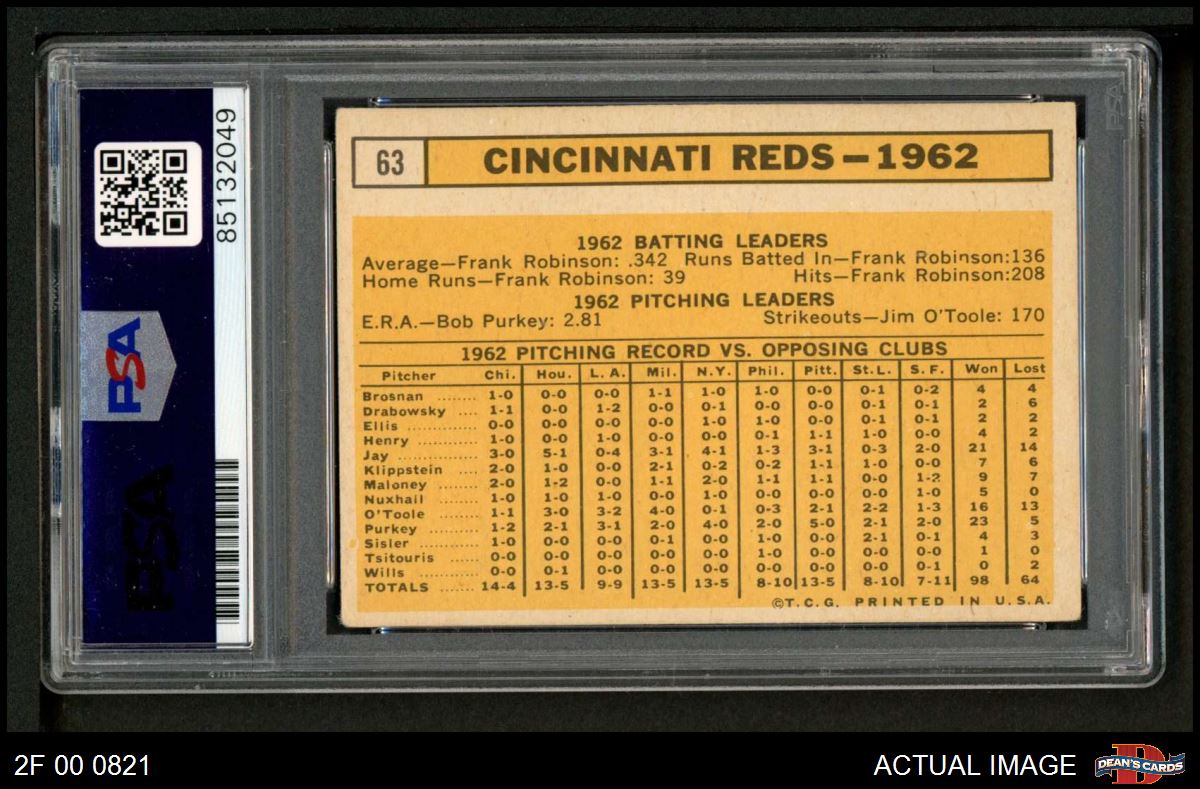 85132049
PSA
PSA
63 CINCINNATI REDS—1962
1962 BATTING LEADERS
Average—Frank Robinson: .342 Runs Batted In—Frank Robinson:136
Home Runs—Frank Robinson: 39 Hits—Frank Robinson:208
1962 PITCHING LEADERS
E.R.A.—Bob Purkey: 2.81 Strikeouts—Jim O'Toole: 170
1962 PITCHING RECORD VS. OPPOSING CLUBS
Pitcher Chi. Hou. L. A. Mil. N.Y. Phil. Pitt. St.L. S. F. Won Lost
Brosnan ........ 1-0 0-0 0-0 1-1 1-0 1-0 0-0 0-1 0-2 4 4
Drabowsky .... 1-1 0-0 1-2 0-0 0-1 0-0 0-0 0-1 0-1 2 6
Ellis .............. 0-0 0-0 0-0 0-0 1-0 1-0 0-0 0-1 0-1 2 2
Henry ............ 1-0 0-0 1-0 0-0 0-0 0-1 1-1 1-0 0-0 4 2
Jay ................ 3-0 5-1 0-4 3-1 4-1 1-3 3-1 0-3 2-0 21 14
Klippstein ...... 2-0 1-0 0-0 2-1 0-2 0-2 1-1 1-0 0-0 7 6
Maloney ........ 2-0 1-2 0-0 1-1 2-0 1-1 1-1 0-0 1-2 9 7
Nuxhall ......... 1-0 1-0 1-0 0-0 1-0 0-0 0-0 0-0 1-0 5 0
O'Toole ......... 1-1 3-0 3-2 4-0 0-1 0-3 2-1 2-2 1-3 16 13
Purkey .......... 1-2 2-1 3-1 2-0 4-0 2-0 5-0 2-1 2-0 23 5
Sisler ............ 1-0 0-0 0-0 0-1 0-0 1-0 0-0 2-1 0-1 4 3
Tsitouris ........ 0-0 0-0 0-0 0-0 0-0 1-0 0-0 0-0 0-0 1 0
Wills ............. 0-0 0-1 0-0 0-0 0-0 0-0 0-0 0-0 0-1 0 2
TOTALS ...... 14-4 13-5 9-9 13-5 13-5 8-10 13-5 8-10 7-11 98 64
©T.C.G. PRINTED IN U.S.A.
2F 00 0821
ACTUAL IMAGE
DEAN'S CARDS